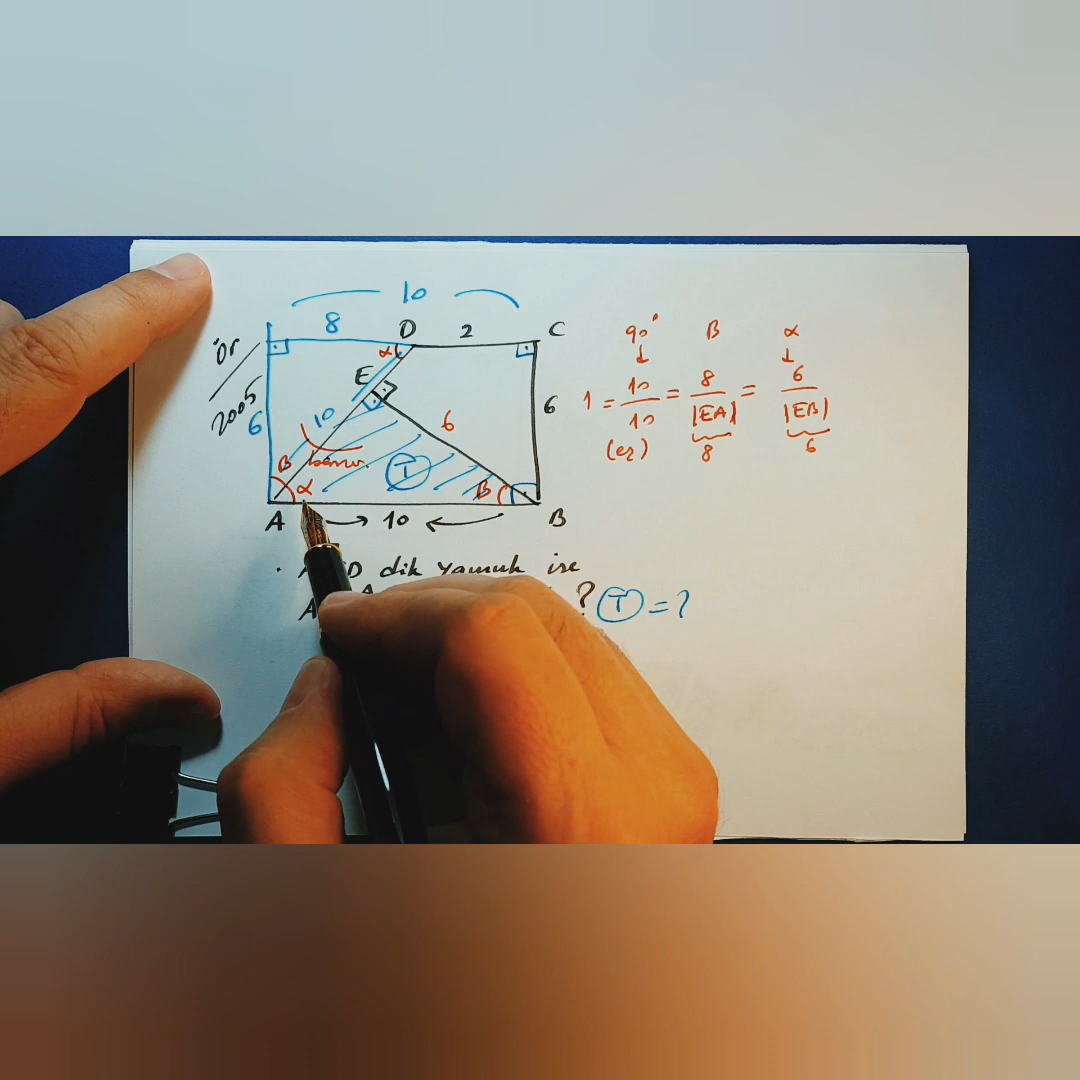 10
8 D 2 C
ör
2005
α
E
6
10
6
6
B benz.
T
α
B
A → 10 ← B
90° B α
↓ ↓
1 = 10/10 = 8/|EA| = 6/|EB|
(eş) 8 6
D dik yamuk ise
A ? T = ?